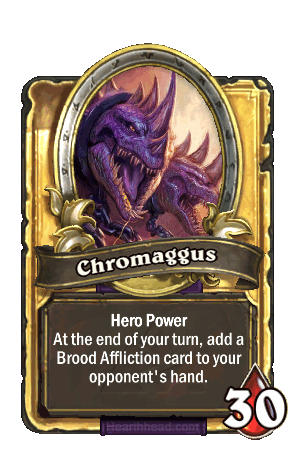 Chromaggus
Hero Power
At the end of your turn, add a
Brood Affliction card to your
opponent's hand.
30
Hearthhead.com